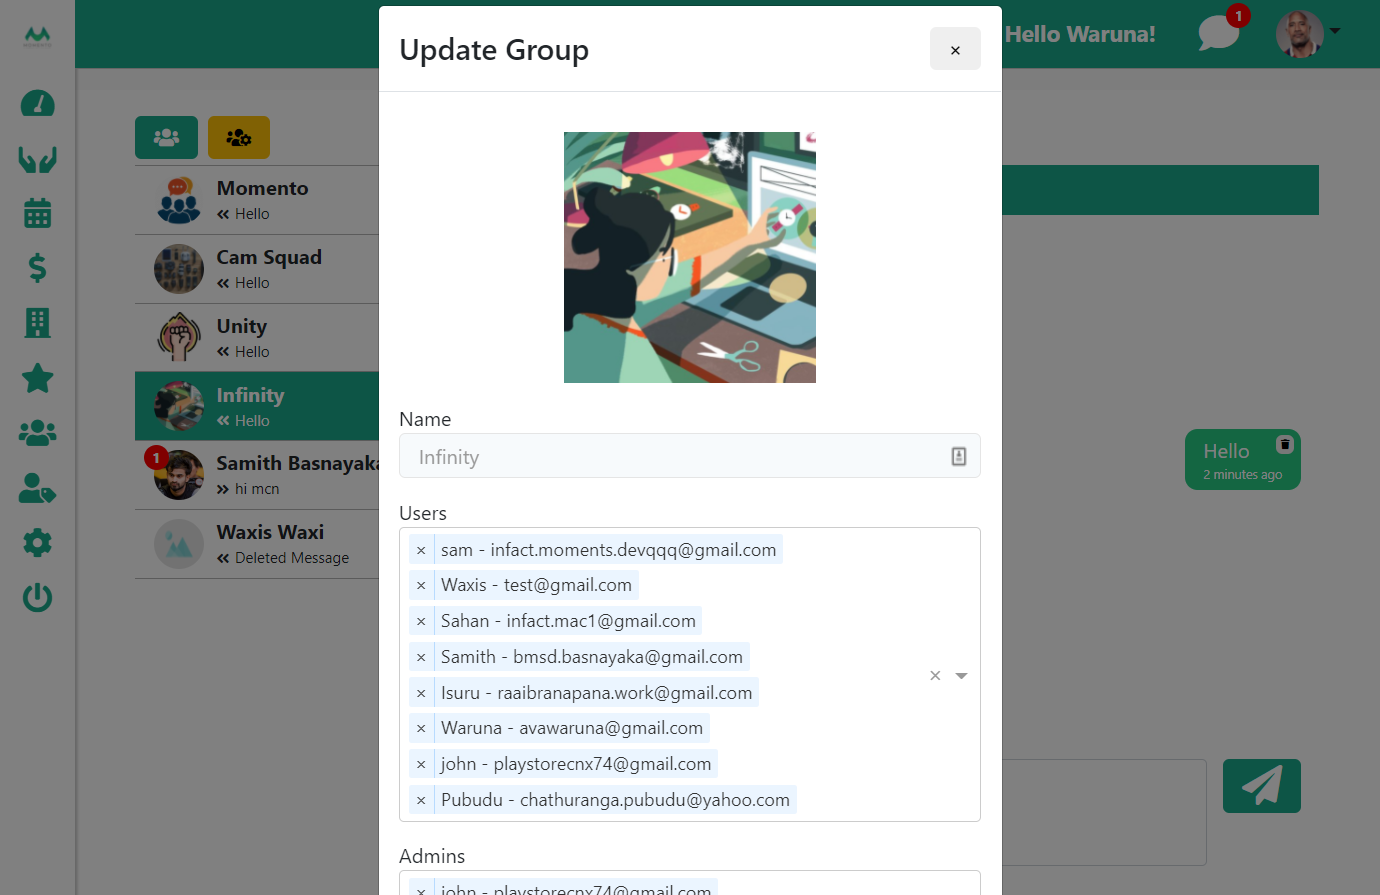 Update Group
×
Hello Waruna!
1
Momento
Hello
Cam Squad
Hello
Unity
Hello
Infinity
Hello
1
Samith Basnayaka
hi mcn
Waxis Waxi
Deleted Message
Name
Infinity
Users
× sam - infact.moments.devqqq@gmail.com
× Waxis - test@gmail.com
× Sahan - infact.mac1@gmail.com
× Samith - bmsd.basnayaka@gmail.com
× Isuru - raaibranapana.work@gmail.com
× Waruna - avawaruna@gmail.com
× john - playstorecnx74@gmail.com
× Pubudu - chathuranga.pubudu@yahoo.com
Admins
× john - playstorecnx74@gmail.com
Hello
2 minutes ago